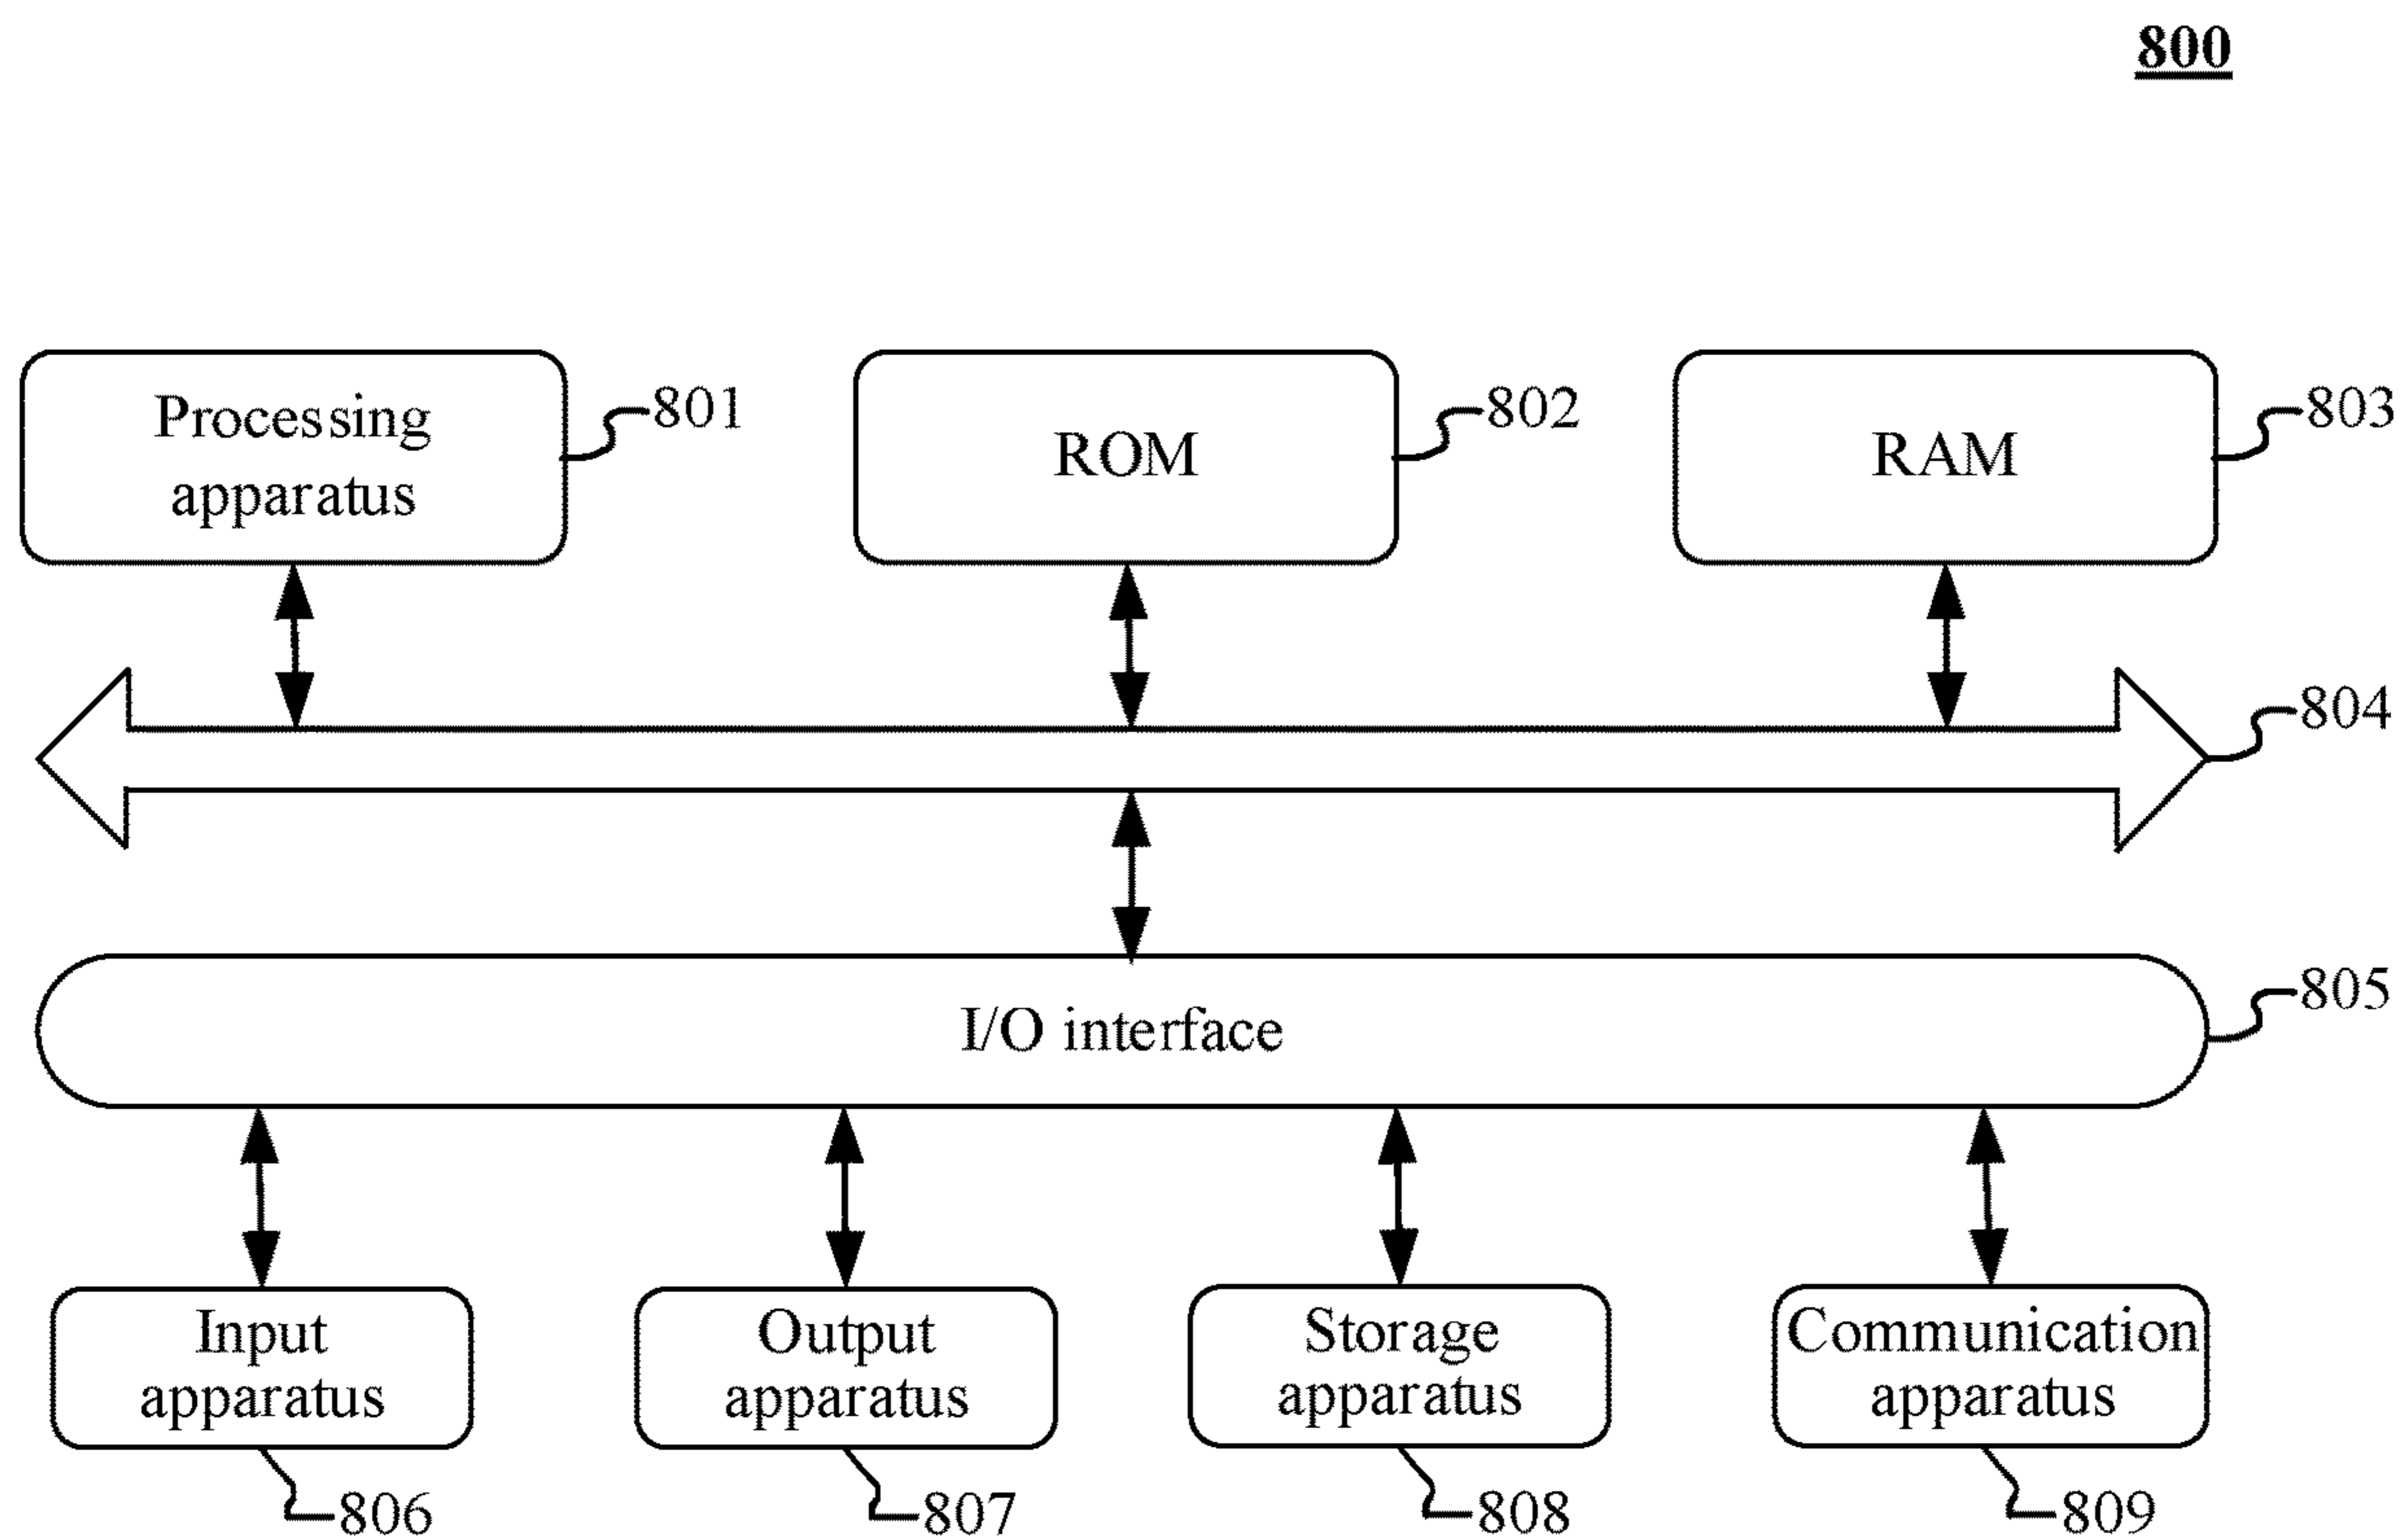 800
Processing
apparatus
801
ROM
802
RAM
803
804
I/O interface
805
Input
apparatus
806
Output
apparatus
807
Storage
apparatus
808
Communication
apparatus
809